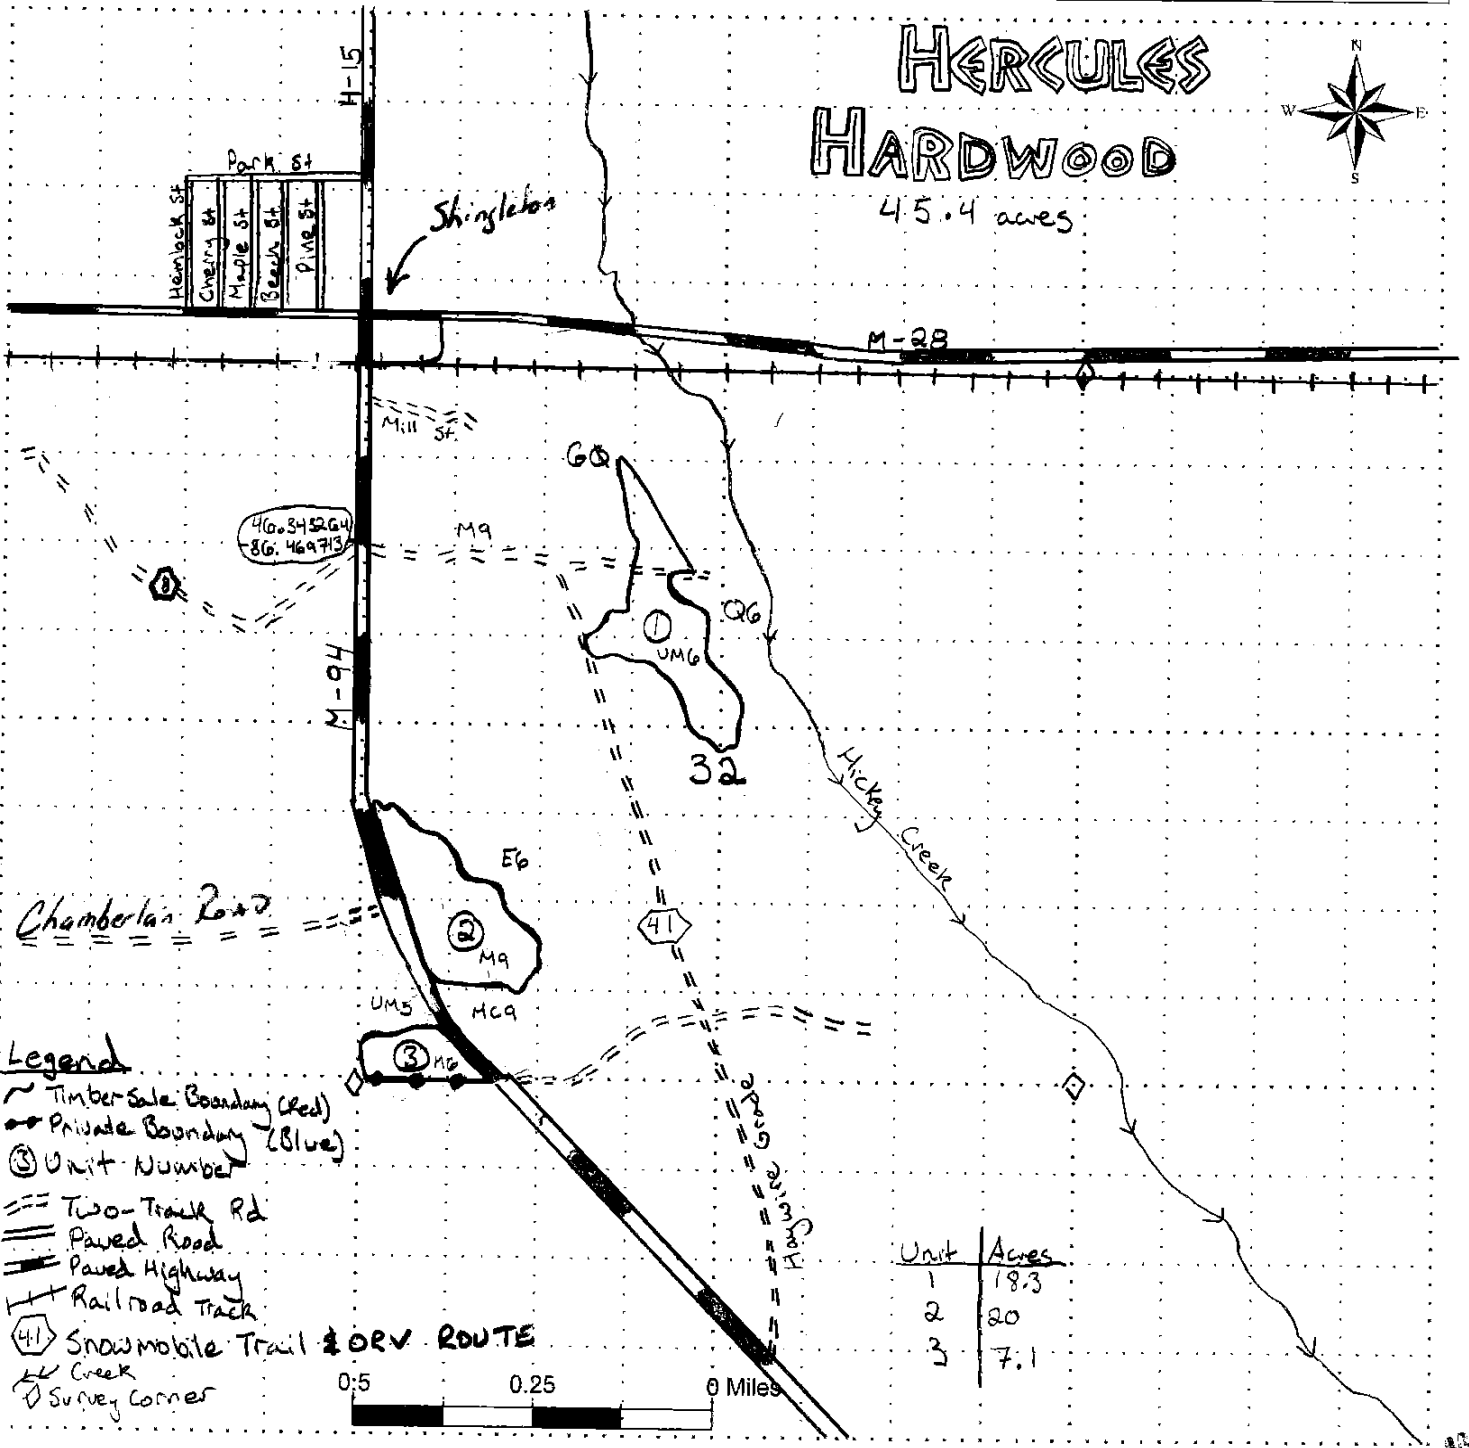 HERCULES
HARDWOOD
45.4 acres
N
W
E
S
H-15
Park St
Hemlock St
Cherry St
Maple St
Beech St
Pine St
Shingleton
M-28
Mill St.
GQ
46.345264
-86.469713
M9
8
Q6
1
UM6
M-94
32
Hickey Creek
E6
Chamberlain Road
2
M9
41
UM5
MC9
3
M6
Haywire Grade
Legend
Timber Sale Boundary (Red)
Private Boundary (Blue)
3 Unit Number
Two-Track Rd
Paved Road
Paved Highway
Railroad Track
41 Snowmobile Trail & ORV ROUTE
Creek
Survey Corner
Unit Acres
1 18.3
2 20
3 7.1
0.5 0.25 0 Miles